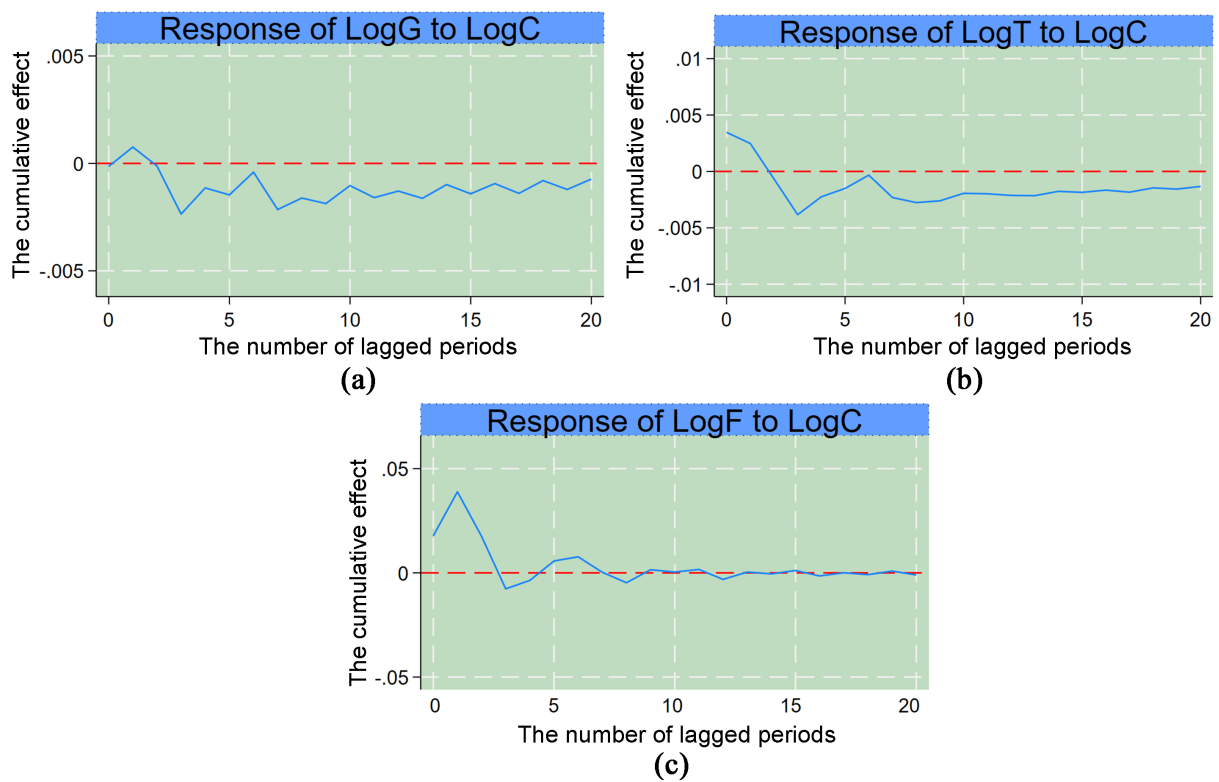 Response of LogG to LogC
The cumulative effect
.005
0
-.005
0 5 10 15 20
The number of lagged periods
(a)
Response of LogT to LogC
The cumulative effect
.01
.005
0
-.005
-.01
0 5 10 15 20
The number of lagged periods
(b)
Response of LogF to LogC
The cumulative effect
.05
0
-.05
0 5 10 15 20
The number of lagged periods
(c)